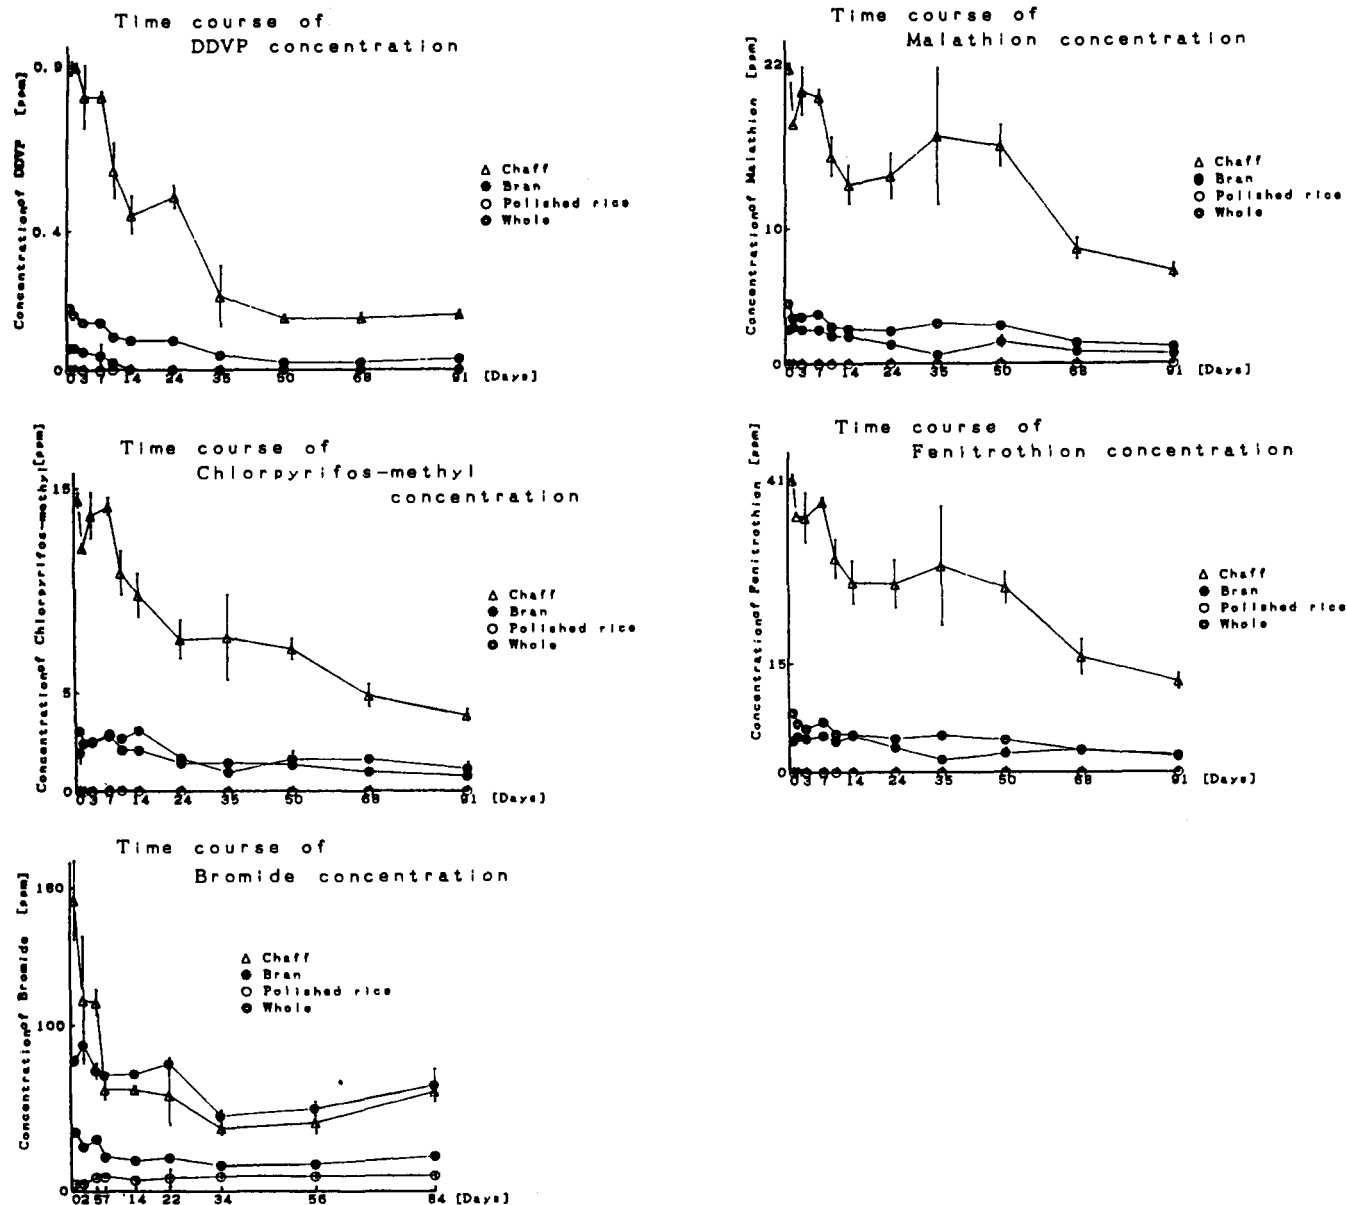 Time course of
DDVP concentration
Concentration of DDVP [ppm]
0.9
0.4
0
0 3 7 14 24 35 50 68 91 [Days]
Chaff
Bran
Polished rice
Whole
Time course of
Malathion concentration
Concentration of Malathion [ppm]
22
10
0
0 3 7 14 24 35 50 68 91 [Days]
Chaff
Bran
Polished rice
Whole
Time course of
Chlorpyrifos-methyl
concentration
Concentration of Chlorpyrifos-methyl [ppm]
15
5
0
0 3 7 14 24 35 50 68 91 [Days]
Chaff
Bran
Polished rice
Whole
Time course of
Fenitrothion concentration
Concentration of Fenitrothion [ppm]
41
15
0
0 3 7 14 24 35 50 68 91 [Days]
Chaff
Bran
Polished rice
Whole
Time course of
Bromide concentration
Concentration of Bromide [ppm]
100
0
0 2 5 7 14 22 34 56 84 [Days]
Chaff
Bran
Polished rice
Whole